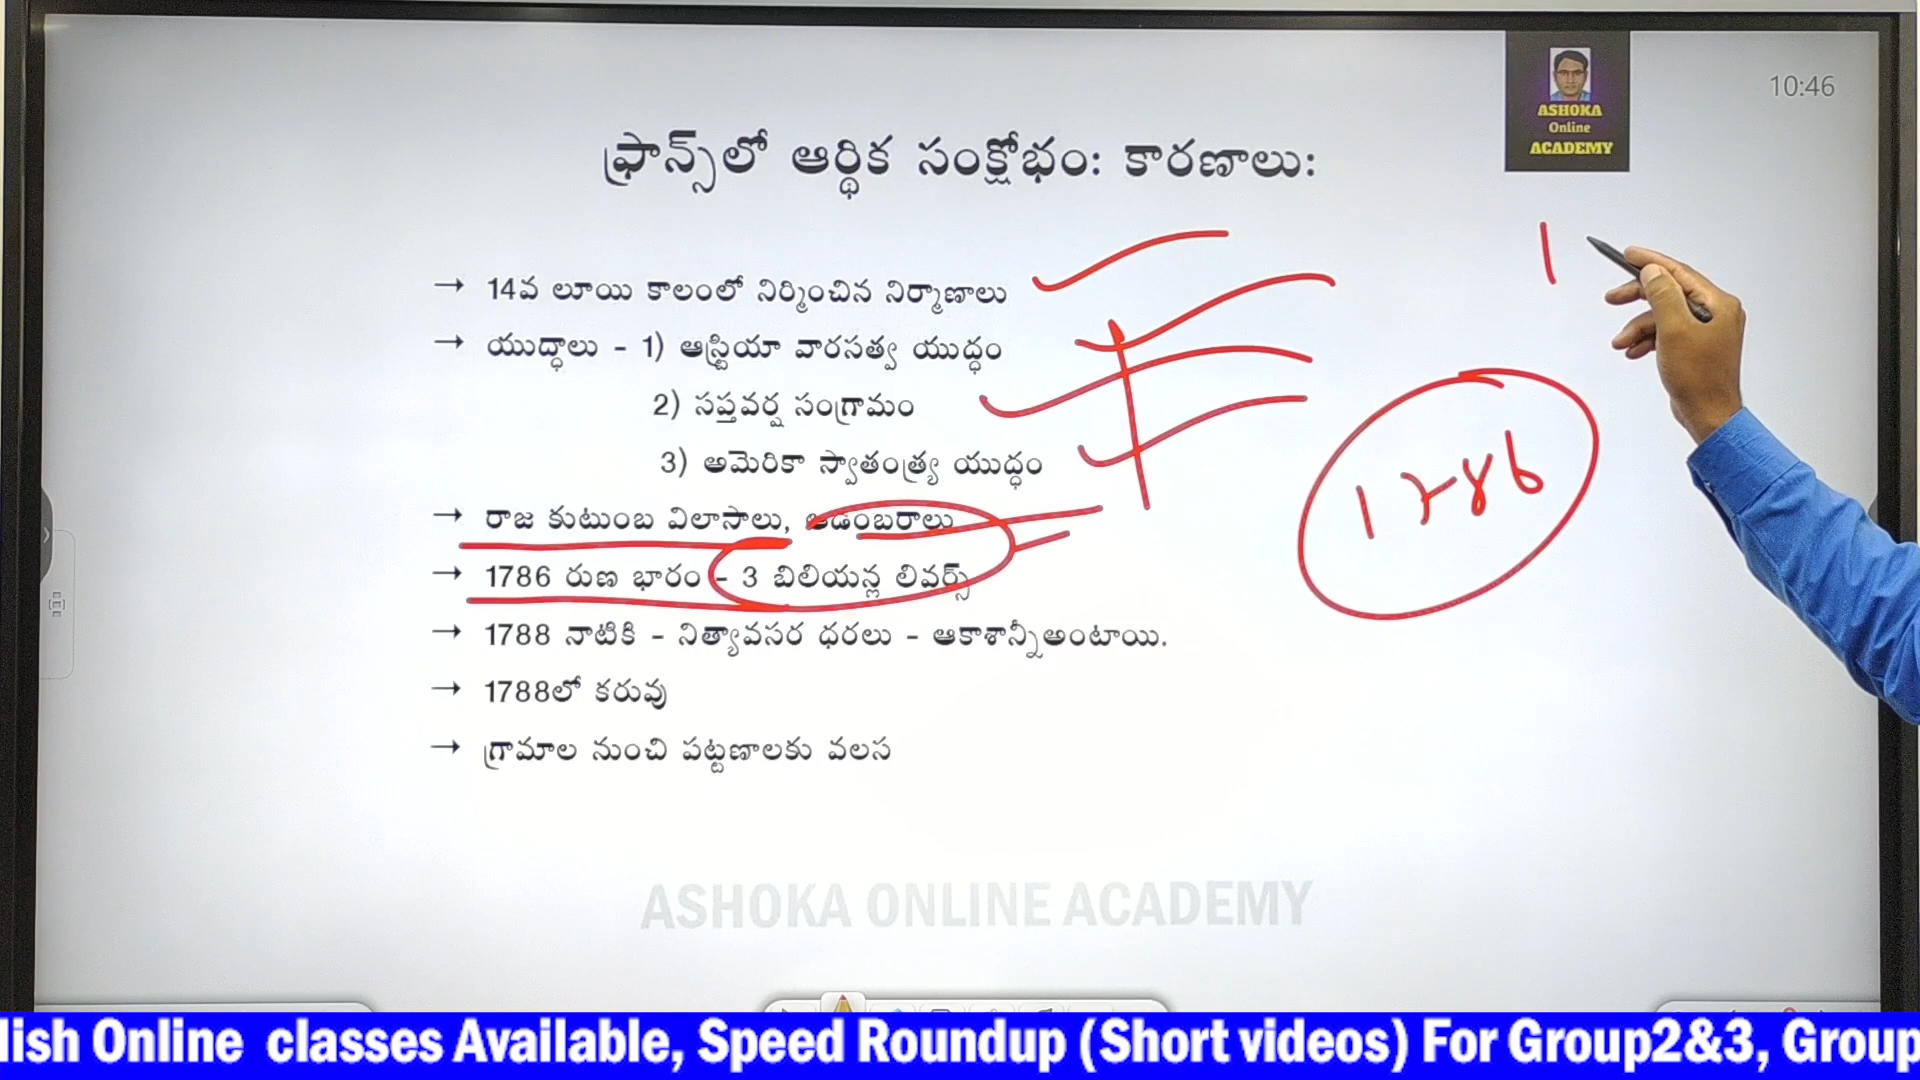 ASHOKA
Online
ACADEMY
10:46
ఫ్రాన్స్‌లో ఆర్థిక సంక్షోభం: కారణాలు:
→ 14వ లూయి కాలంలో నిర్మించిన నిర్మాణాలు
→ యుద్ధాలు - 1) ఆస్ట్రియా వారసత్వ యుద్ధం
2) సప్తవర్ష సంగ్రామం
3) అమెరికా స్వాతంత్ర్య యుద్ధం
→ రాజ కుటుంబ విలాసాలు, ఆడంబరాలు
→ 1786 రుణ భారం - 3 బిలియన్ల లివర్స్
→ 1788 నాటికి - నిత్యావసర ధరలు - ఆకాశాన్నీఅంటాయి.
→ 1788లో కరువు
→ గ్రామాల నుంచి పట్టణాలకు వలస
1
1786
ASHOKA ONLINE ACADEMY
lish Online classes Available, Speed Roundup (Short videos) For Group2&3, Group